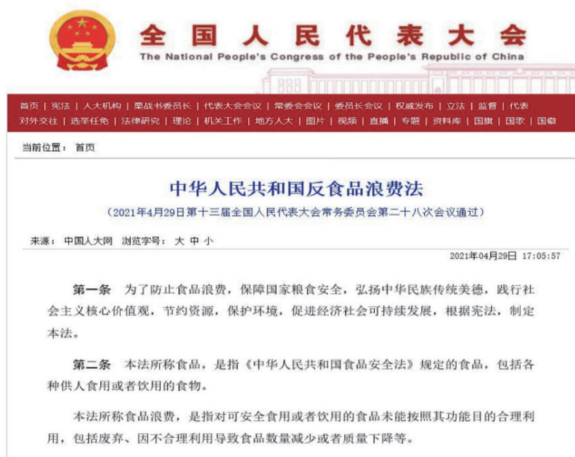 全国人民代表大会
The National People's Congress of the People's Republic of China
首页 | 宪法 | 人大机构 | 栗战书委员长 | 代表大会会议 | 常委会会议 | 委员长会议 | 权威发布 | 立法 | 监督 | 代表
对外交往 | 选举任免 | 法律研究 | 理论 | 机关工作 | 地方人大 | 图片 | 视频 | 直播 | 专题 | 资料库 | 国旗 | 国歌 | 国徽
当前位置： 首页
中华人民共和国反食品浪费法
（2021年4月29日第十三届全国人民代表大会常务委员会第二十八次会议通过）
来源： 中国人大网 浏览字号： 大 中 小
2021年04月29日 17:05:57
第一条 为了防止食品浪费，保障国家粮食安全，弘扬中华民族传统美德，践行社
会主义核心价值观，节约资源，保护环境，促进经济社会可持续发展，根据宪法，制定
本法。
第二条 本法所称食品，是指《中华人民共和国食品安全法》规定的食品，包括各
种供人食用或者饮用的食物。
本法所称食品浪费，是指对可安全食用或者饮用的食品未能按照其功能目的合理利
用，包括废弃、因不合理利用导致食品数量减少或者质量下降等。